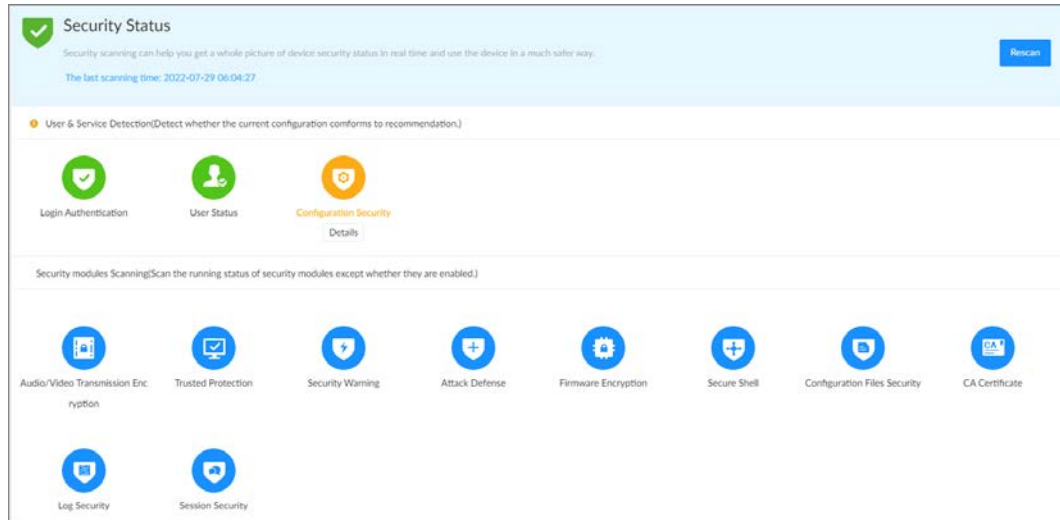 Security Status
Security scanning can help you get a whole picture of device security status in real time and use the device in a much safer way.
Rescan
The last scanning time: 2022-07-29 06:04:27
User & Service Detection(Detect whether the current configuration comforms to recommendation.)
Login Authentication
User Status
Configuration Security
Details
Security modules Scanning(Scan the running status of security modules except whether they are enabled.)
Audio/Video Transmission Enc
ryption
Trusted Protection
Security Warning
Attack Defense
Firmware Encryption
Secure Shell
Configuration Files Security
CA
CA Certificate
Log Security
Session Security